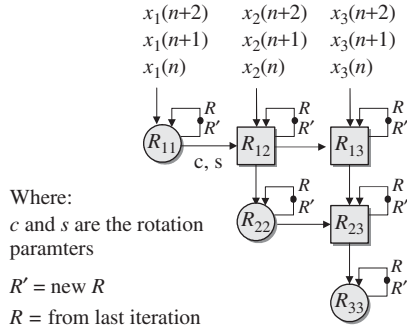 x₁(n+2) x₂(n+2) x₃(n+2)
x₁(n+1) x₂(n+1) x₃(n+1)
x₁(n) x₂(n) x₃(n)
R R R
R′ R′ R′
R₁₁ R₁₂ R₁₃
c, s
R R
R′ R′
R₂₂ R₂₃
Where:
c and s are the rotation
paramters
R
R′
R₃₃
R′ = new R
R = from last iteration